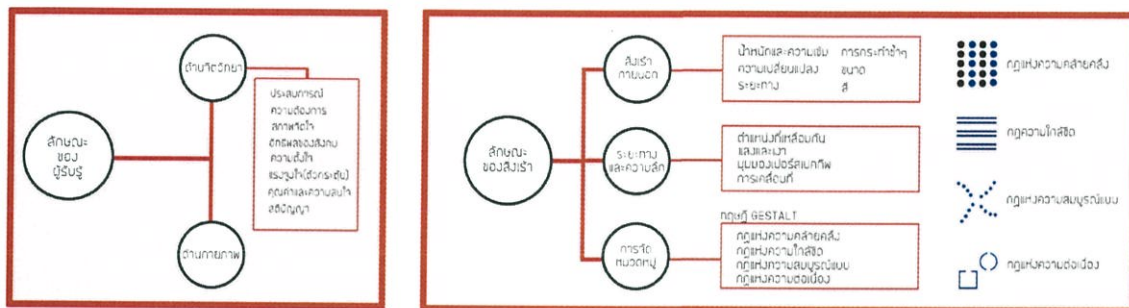 ลักษณะ
ของ
ผู้รับรู้
ด้านจิตวิทยา
ประสบการณ์
ความต้องการ
สภาพจิตใจ
อิทธิพลของสังคม
ความตั้งใจ
แรงจูงใจ(ตัวกระตุ้น)
คุณค่าและความสนใจ
สติปัญญา
ด้านกายภาพ
ลักษณะ
ของสิ่งเร้า
สิ่งเร้า
ภายนอก
น้ำหนักและความเข้ม การกระทำซ้ำๆ
ความเปลี่ยนแปลง ขนาด
ระยะทาง สี
ระยะทาง
และความลึก
ตำแหน่งที่เหลื่อมกัน
แสงและเงา
มุมมองเปอร์สเปกทีฟ
การเคลื่อนที่
การจัด
หมวดหมู่
ทฤษฎี GESTALT
กฎแห่งความคล้ายคลึง
กฎแห่งความใกล้ชิด
กฎแห่งความสมบูรณ์แบบ
กฎแห่งความต่อเนื่อง
กฎแห่งความคล้ายคลึง
กฎความใกล้ชิด
กฎแห่งความสมบูรณ์แบบ
กฎแห่งความต่อเนื่อง